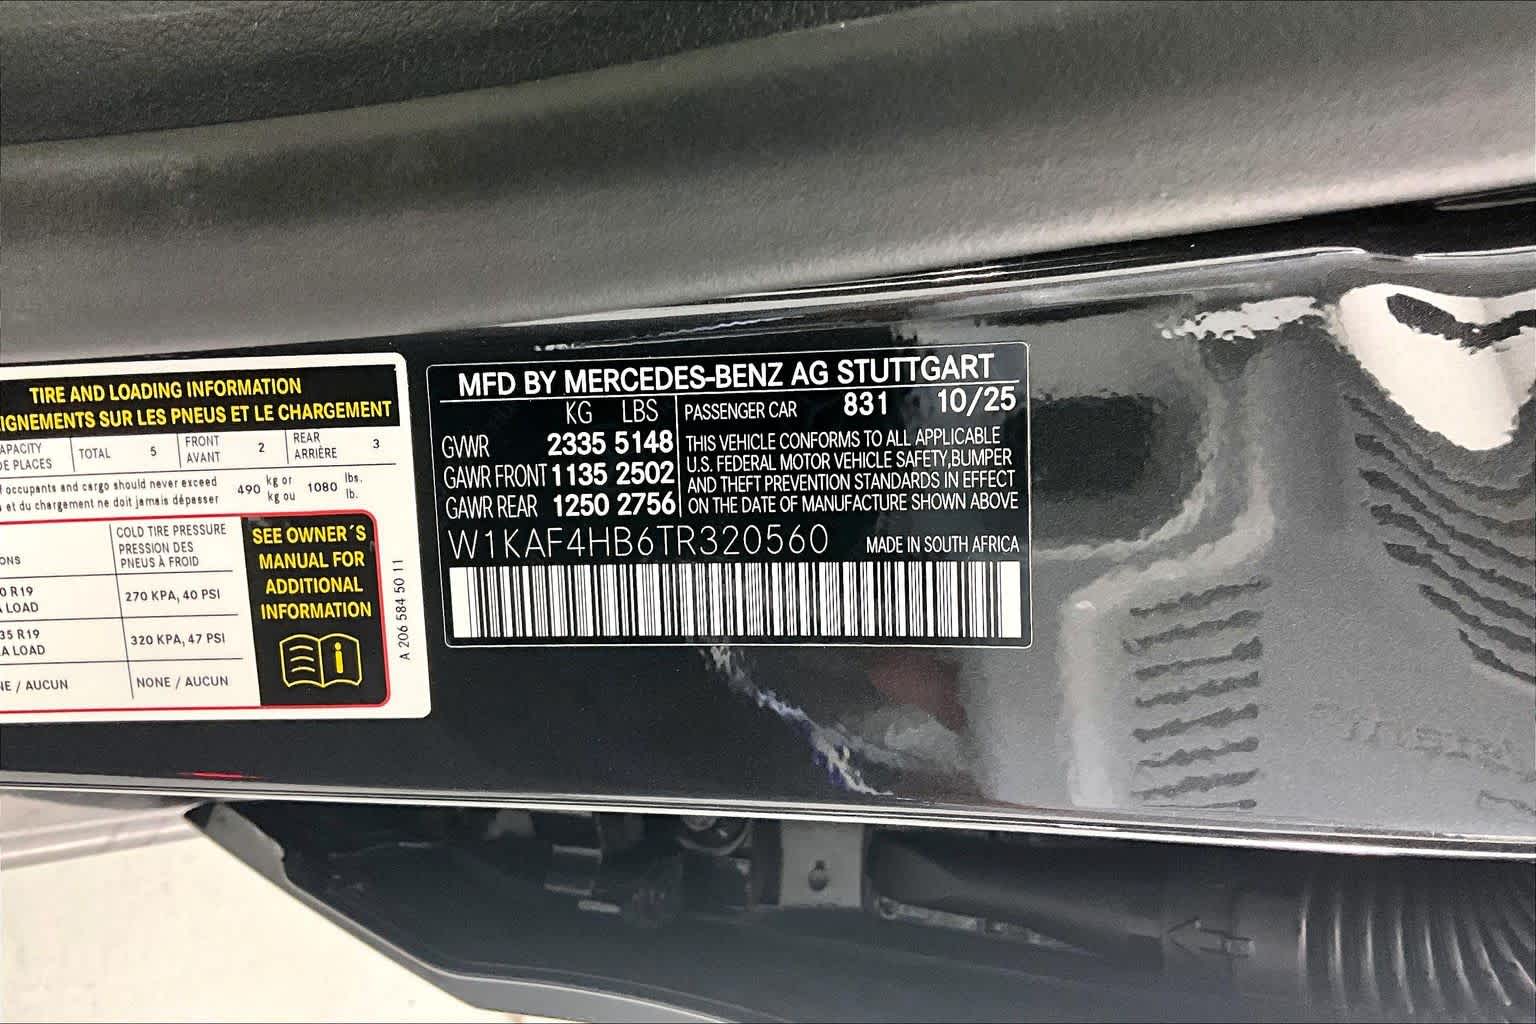 TIRE AND LOADING INFORMATION
IGNEMENTS SUR LES PNEUS ET LE CHARGEMENT
APACITY
DE PLACES
TOTAL 5
FRONT
AVANT
2
REAR
ARRIÈRE
3
occupants and cargo should never exceed
et du chargement ne doit jamais dépasser
490 kg or
kg ou
1080 lbs.
lb.
ONS
COLD TIRE PRESSURE
PRESSION DES
PNEUS À FROID
0 R19
A LOAD
270 KPA, 40 PSI
35 R19
A LOAD
320 KPA, 47 PSI
NE / AUCUN
NONE / AUCUN
SEE OWNER´S
MANUAL FOR
ADDITIONAL
INFORMATION
A 206 584 50 11
MFD BY MERCEDES-BENZ AG STUTTGART
KG LBS
GVWR 2335 5148
GAWR FRONT 1135 2502
GAWR REAR 1250 2756
PASSENGER CAR 831 10/25
THIS VEHICLE CONFORMS TO ALL APPLICABLE
U.S. FEDERAL MOTOR VEHICLE SAFETY,BUMPER
AND THEFT PREVENTION STANDARDS IN EFFECT
ON THE DATE OF MANUFACTURE SHOWN ABOVE
W1KAF4HB6TR320560 MADE IN SOUTH AFRICA